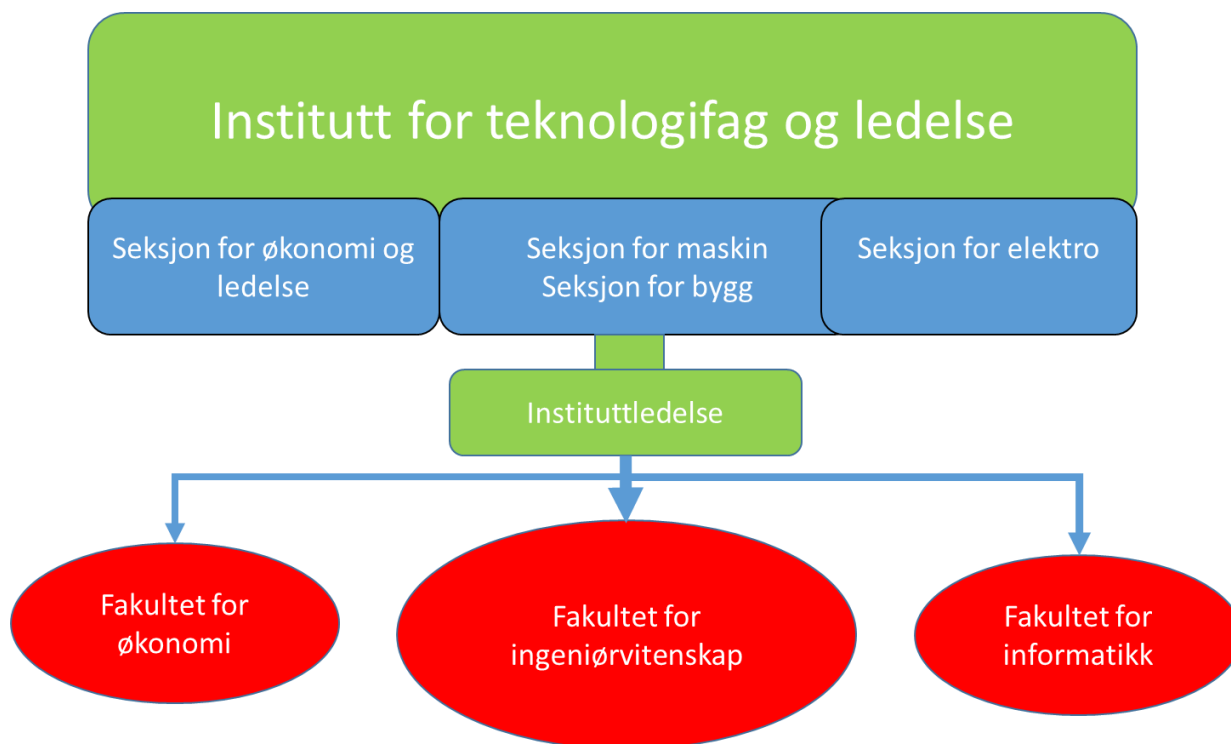 Institutt for teknologifag og ledelse
Seksjon for økonomi og
ledelse
Seksjon for maskin
Seksjon for bygg
Seksjon for elektro
Instituttledelse
Fakultet for
økonomi
Fakultet for
ingeniørvitenskap
Fakultet for
informatikk